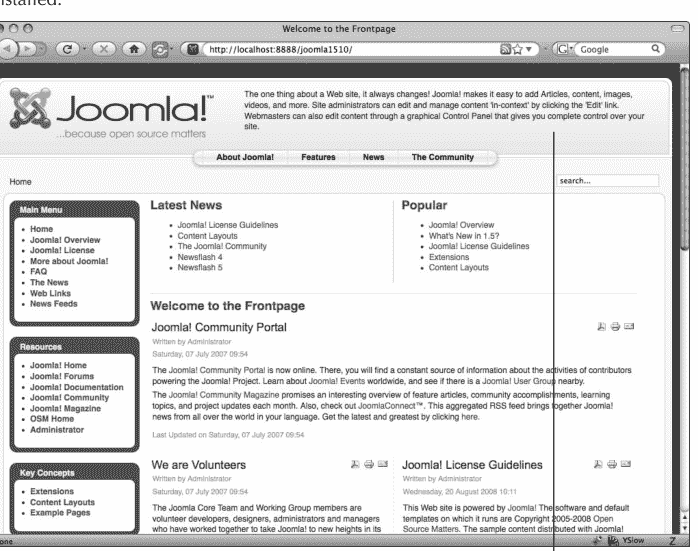 Welcome to the Frontpage
http://localhost:8888/joomla1510/
G Google
Joomla!™
...because open source matters
The one thing about a Web site, it always changes! Joomla! makes it easy to add Articles, content, images,
videos, and more. Site administrators can edit and manage content 'in-context' by clicking the 'Edit' link.
Webmasters can also edit content through a graphical Control Panel that gives you complete control over your
site.
About Joomla! Features News The Community
Home
search...
Main Menu
Home
Joomla! Overview
Joomla! License
More about Joomla!
FAQ
The News
Web Links
News Feeds
Resources
Joomla! Home
Joomla! Forums
Joomla! Documentation
Joomla! Community
Joomla! Magazine
OSM Home
Administrator
Key Concepts
Extensions
Content Layouts
Example Pages
Latest News
Joomla! License Guidelines
Content Layouts
The Joomla! Community
Newsflash 4
Newsflash 5
Popular
Joomla! Overview
What's New in 1.5?
Joomla! License Guidelines
Extensions
Content Layouts
Welcome to the Frontpage
Joomla! Community Portal
Written by Administrator
Saturday, 07 July 2007 09:54
The Joomla! Community Portal is now online. There, you will find a constant source of information about the activities of contributors
powering the Joomla! Project. Learn about Joomla! Events worldwide, and see if there is a Joomla! User Group nearby.
The Joomla! Community Magazine promises an interesting overview of feature articles, community accomplishments, learning
topics, and project updates each month. Also, check out JoomlaConnect™. This aggregated RSS feed brings together Joomla!
news from all over the world in your language. Get the latest and greatest by clicking here.
Last Updated on Saturday, 07 July 2007 09:54
We are Volunteers
Written by Administrator
Saturday, 07 July 2007 09:54
The Joomla Core Team and Working Group members are
volunteer developers, designers, administrators and managers
who have worked together to take Joomla! to new heights in its
Joomla! License Guidelines
Written by Administrator
Wednesday, 20 August 2008 10:11
This Web site is powered by Joomla! The software and default
templates on which it runs are Copyright 2005-2008 Open
Source Matters. The sample content distributed with Joomla!
YSlow